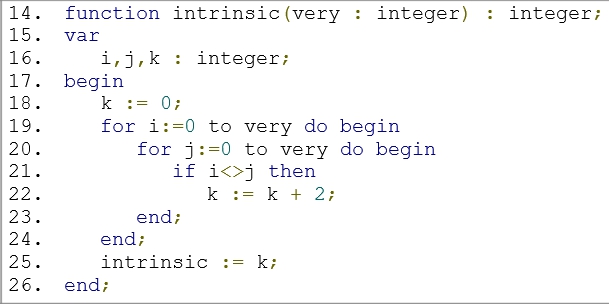 14. function intrinsic(very : integer) : integer;
15. var
16.    i,j,k : integer;
17. begin
18.    k := 0;
19.    for i:=0 to very do begin
20.       for j:=0 to very do begin
21.          if i<>j then
22.             k := k + 2;
23.       end;
24.    end;
25.    intrinsic := k;
26. end;